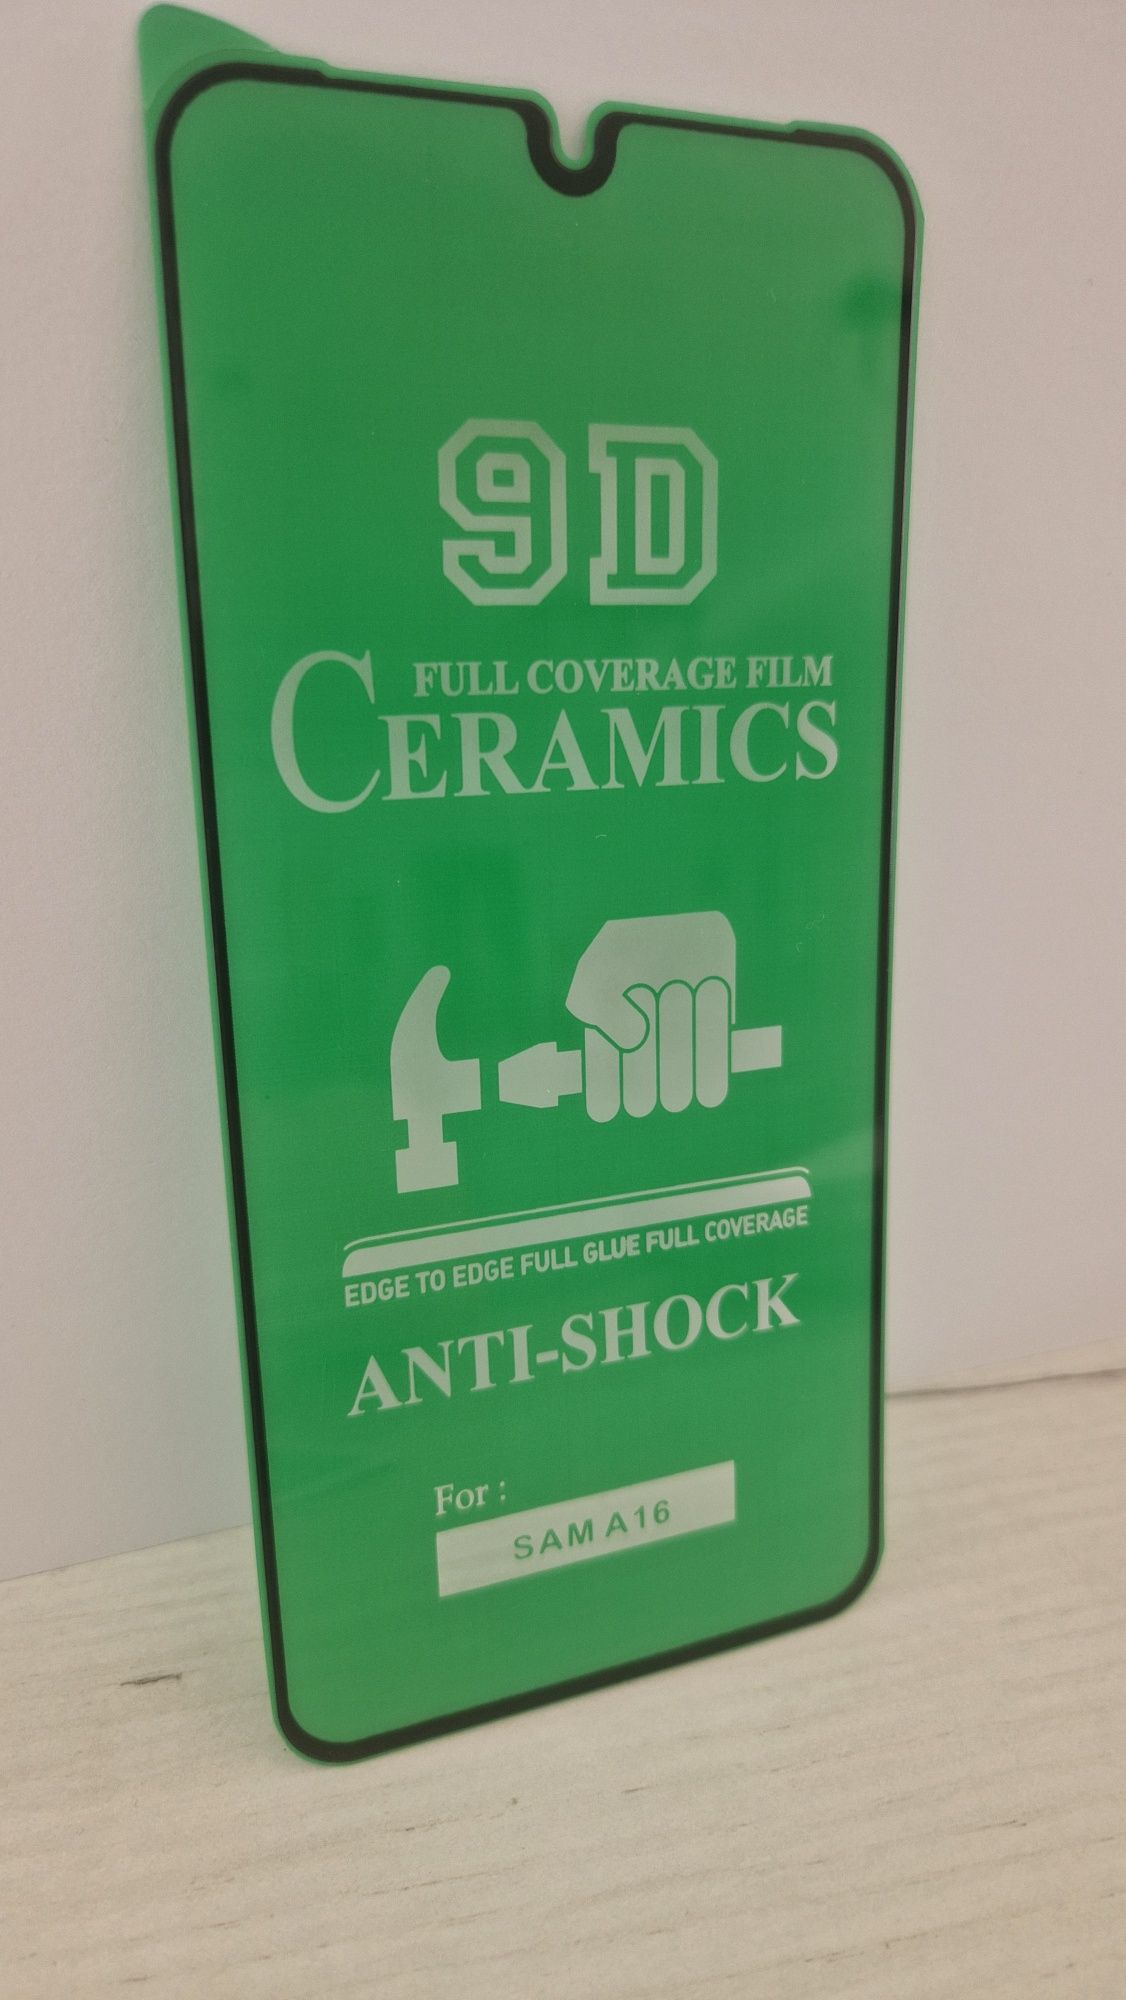 9D
FULL COVERAGE FILM
CERAMICS
EDGE TO EDGE FULL GLUE FULL COVERAGE
ANTI-SHOCK
For :
SAM A16